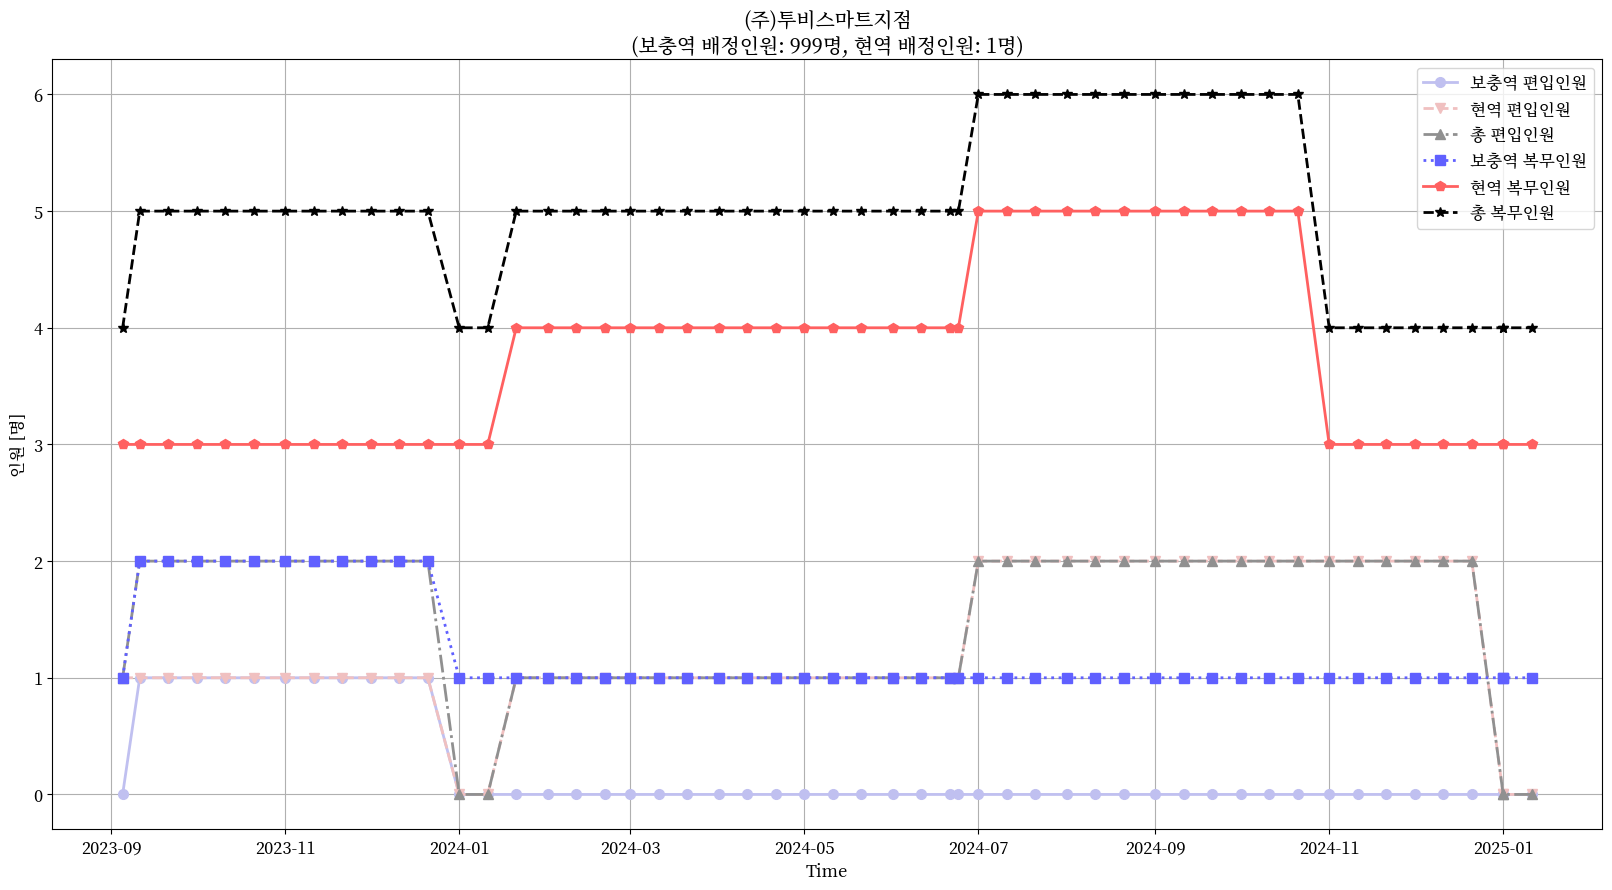 (주)투비스마트지점
(보충역 배정인원: 999명, 현역 배정인원: 1명)
보충역 편입인원
현역 편입인원
총 편입인원
보충역 복무인원
현역 복무인원
총 복무인원
인원 [명]
6
5
4
3
2
1
0
2023-09
2023-11
2024-01
2024-03
2024-05
2024-07
2024-09
2024-11
2025-01
Time